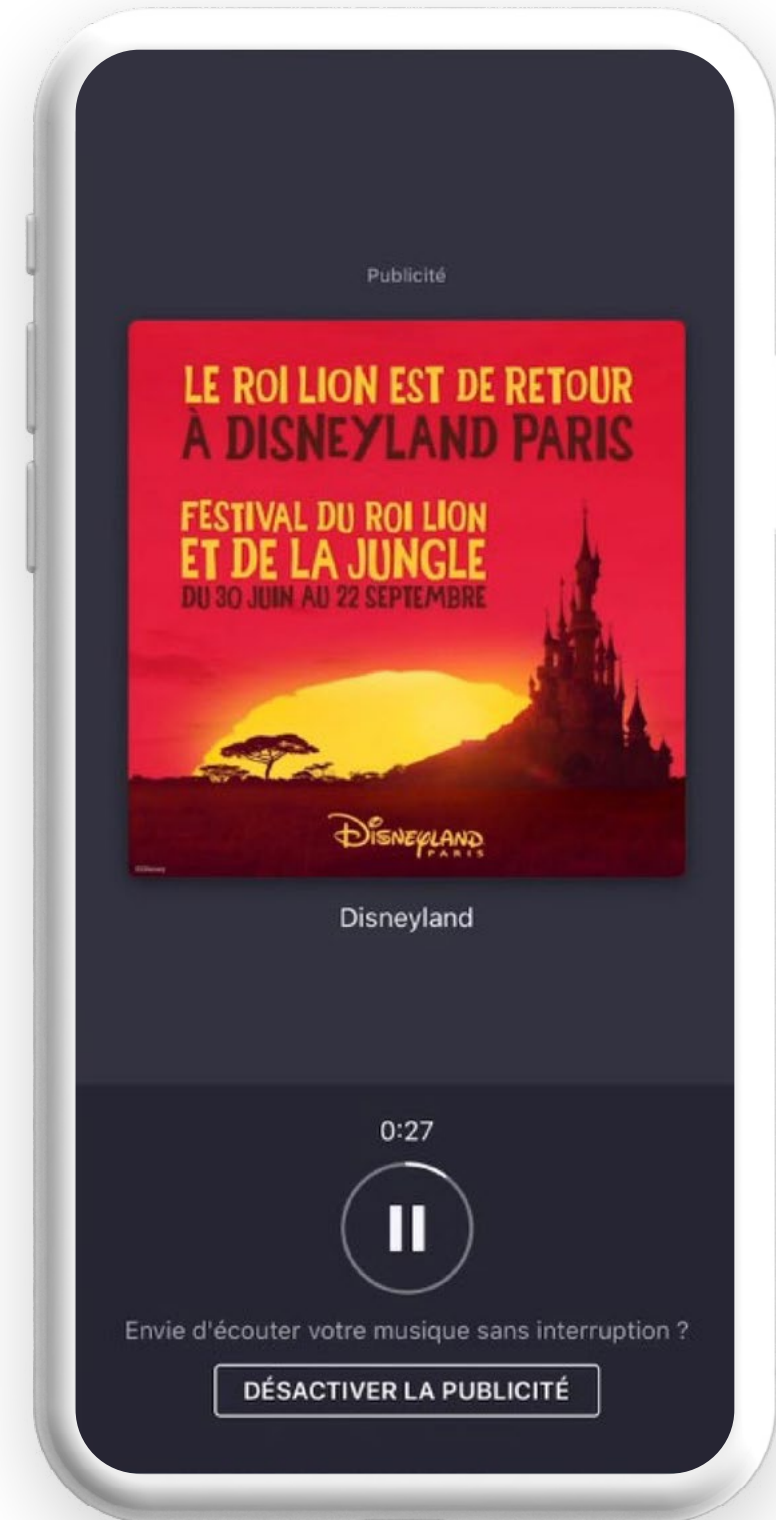 Publicité
LE ROI LION EST DE RETOUR
À DISNEYLAND PARIS
FESTIVAL DU ROI LION
ET DE LA JUNGLE
DU 30 JUIN AU 22 SEPTEMBRE
DISNEYLAND
PARIS
©Disney
Disneyland
0:27
Envie d'écouter votre musique sans interruption ?
DÉSACTIVER LA PUBLICITÉ